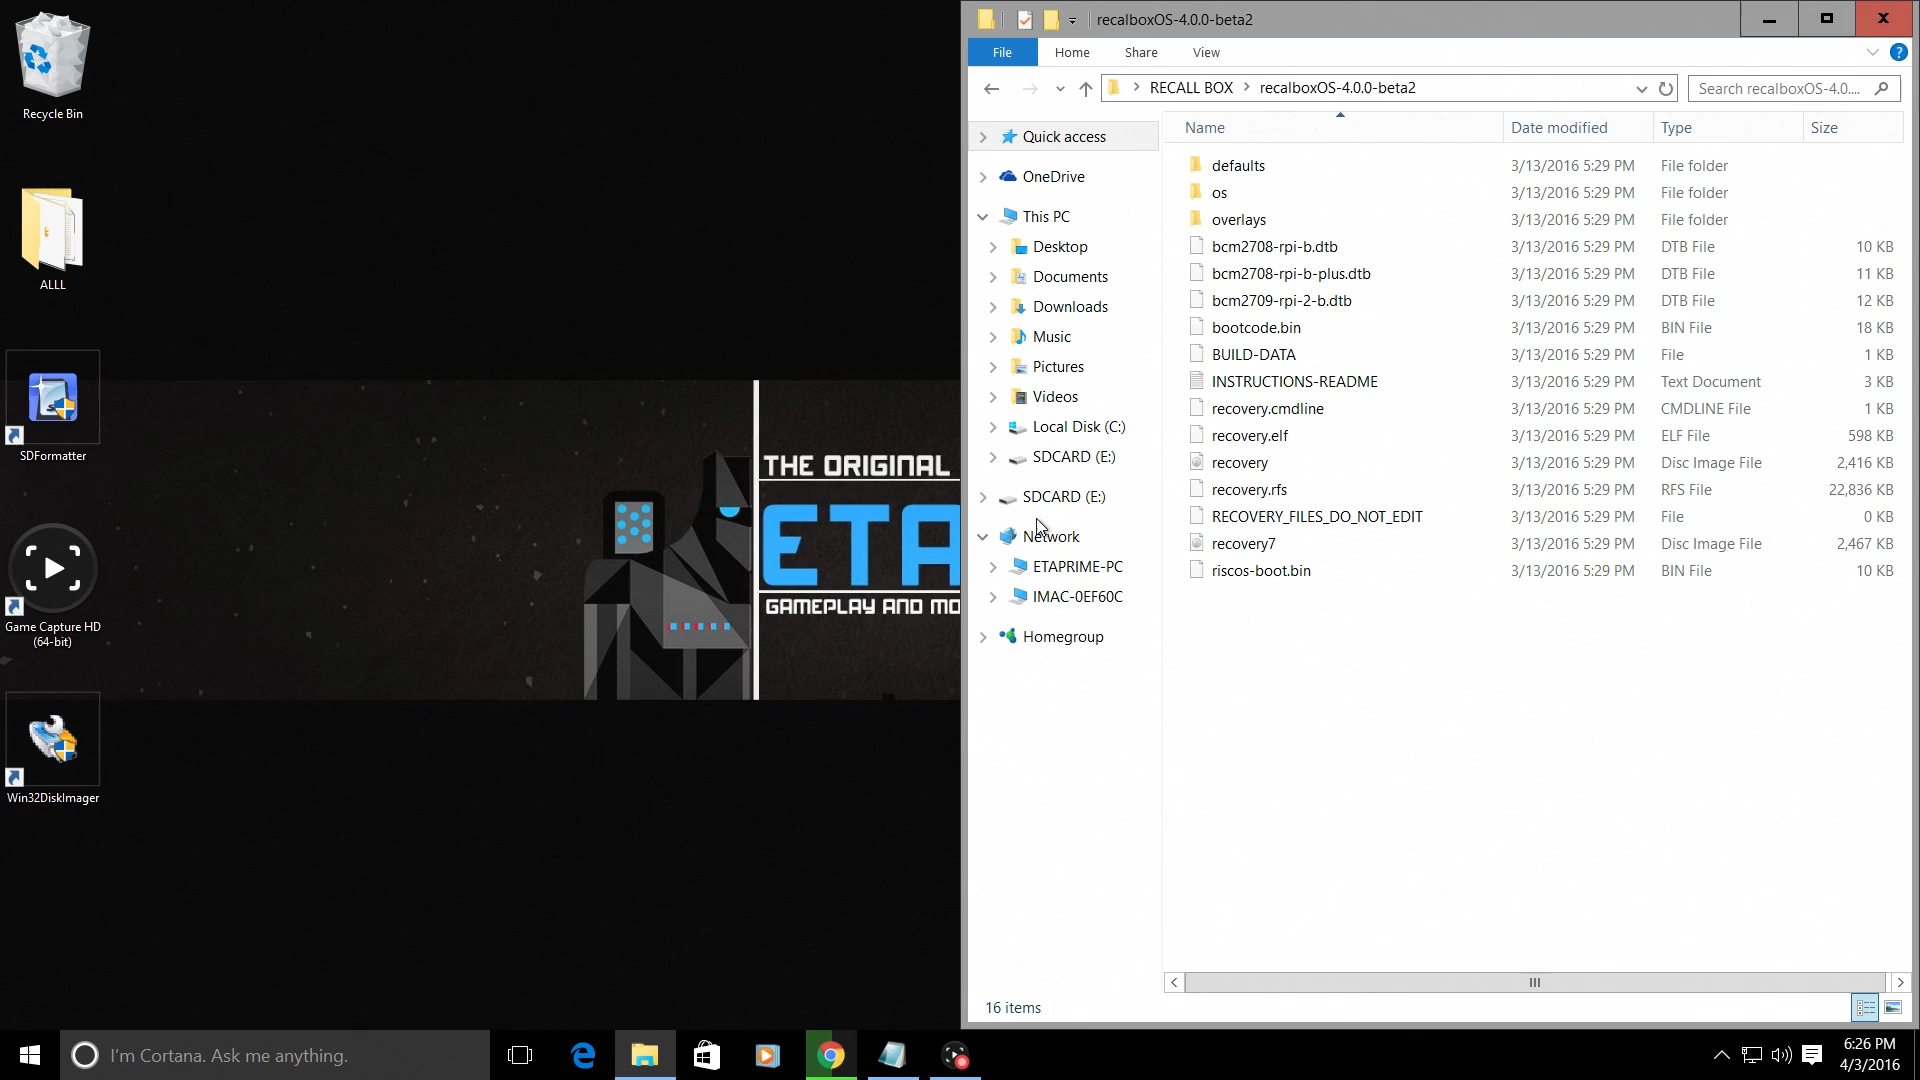 Recycle Bin
ALLL
SDFormatter
Game Capture HD
(64-bit)
Win32DiskImager
THE ORIGINAL
ETA
GAMEPLAY AND MO
recalboxOS-4.0.0-beta2
File Home Share View
RECALL BOX recalboxOS-4.0.0-beta2
Search recalboxOS-4.0....
Quick access
OneDrive
This PC
Desktop
Documents
Downloads
Music
Pictures
Videos
Local Disk (C:)
SDCARD (E:)
SDCARD (E:)
Network
ETAPRIME-PC
IMAC-0EF60C
Homegroup
Name Date modified Type Size
defaults 3/13/2016 5:29 PM File folder
os 3/13/2016 5:29 PM File folder
overlays 3/13/2016 5:29 PM File folder
bcm2708-rpi-b.dtb 3/13/2016 5:29 PM DTB File 10 KB
bcm2708-rpi-b-plus.dtb 3/13/2016 5:29 PM DTB File 11 KB
bcm2709-rpi-2-b.dtb 3/13/2016 5:29 PM DTB File 12 KB
bootcode.bin 3/13/2016 5:29 PM BIN File 18 KB
BUILD-DATA 3/13/2016 5:29 PM File 1 KB
INSTRUCTIONS-README 3/13/2016 5:29 PM Text Document 3 KB
recovery.cmdline 3/13/2016 5:29 PM CMDLINE File 1 KB
recovery.elf 3/13/2016 5:29 PM ELF File 598 KB
recovery 3/13/2016 5:29 PM Disc Image File 2,416 KB
recovery.rfs 3/13/2016 5:29 PM RFS File 22,836 KB
RECOVERY_FILES_DO_NOT_EDIT 3/13/2016 5:29 PM File 0 KB
recovery7 3/13/2016 5:29 PM Disc Image File 2,467 KB
riscos-boot.bin 3/13/2016 5:29 PM BIN File 10 KB
16 items
I'm Cortana. Ask me anything.
6:26 PM
4/3/2016